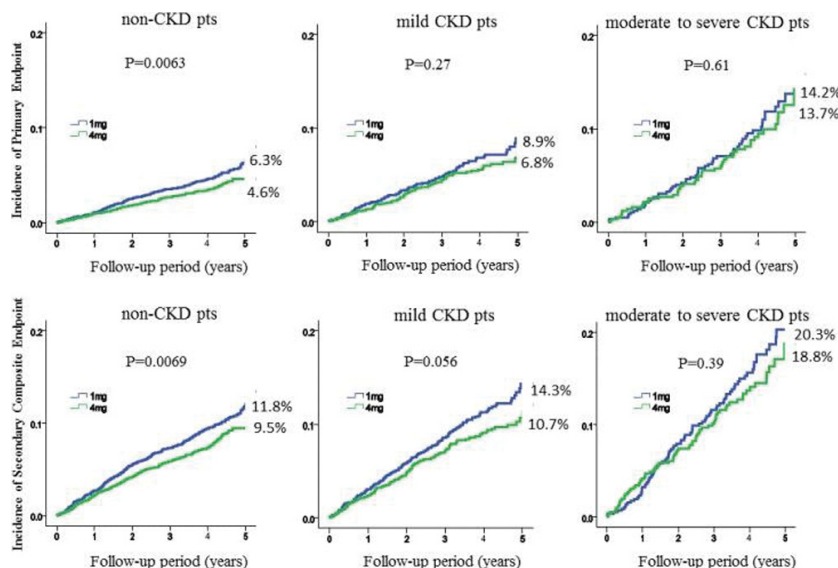 non-CKD pts
mild CKD pts
moderate to severe CKD pts
Incidence of Primary Endpoint
0.2
P=0.0063
1mg
4mg
0.1
6.3%
4.6%
0.0
0 1 2 3 4 5
Follow-up period (years)
0.2
P=0.27
1mg
4mg
0.1
8.9%
6.8%
0.0
0 1 2 3 4 5
Follow-up period (years)
0.2
P=0.61
1mg
4mg
0.1
14.2%
13.7%
0.0
0 1 2 3 4 5
Follow-up period (years)
non-CKD pts
mild CKD pts
moderate to severe CKD pts
Incidence of Secondary Composite Endpoint
0.2
P=0.0069
1mg
4mg
0.1
11.8%
9.5%
0.0
0 1 2 3 4 5
Follow-up period (years)
0.2
P=0.056
1mg
4mg
0.1
14.3%
10.7%
0.0
0 1 2 3 4 5
Follow-up period (years)
0.2
P=0.39
1mg
4mg
0.1
20.3%
18.8%
0.0
0 1 2 3 4 5
Follow-up period (years)